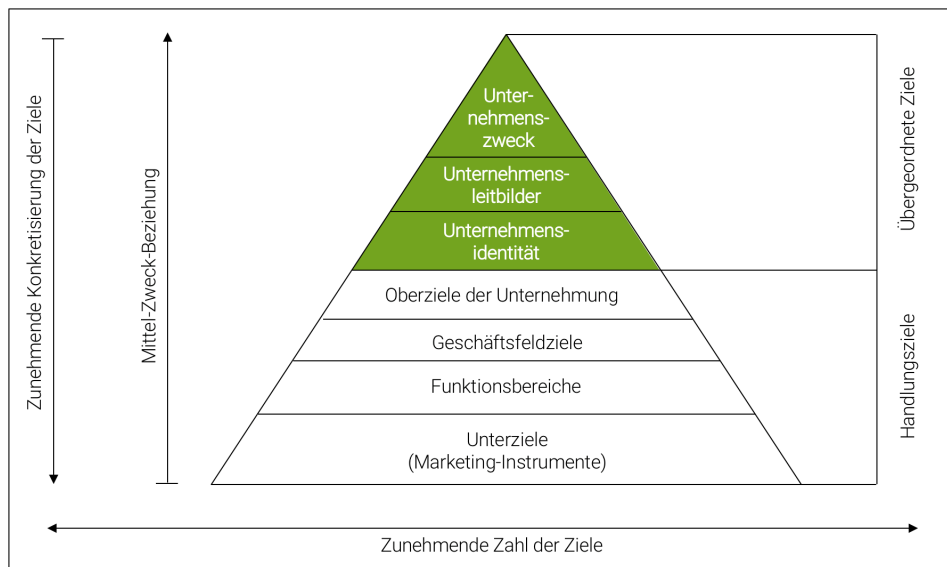 Zunehmende Konkretisierung der Ziele
Mittel-Zweck-Beziehung
Unter-
nehmens-
zweck
Unternehmens-
leitbilder
Unternehmens-
identität
Oberziele der Unternehmung
Geschäftsfeldziele
Funktionsbereiche
Unterziele
(Marketing-Instrumente)
Übergeordnete Ziele
Handlungsziele
Zunehmende Zahl der Ziele